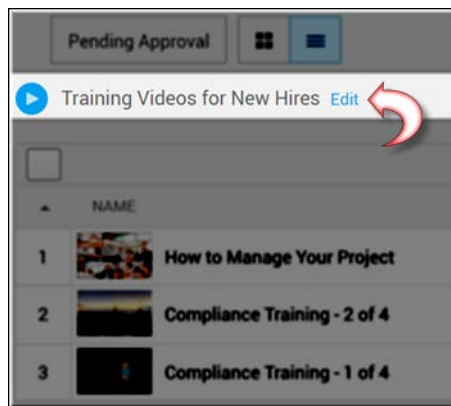 Pending Approval
Training Videos for New Hires Edit
NAME
1 How to Manage Your Project
2 Compliance Training - 2 of 4
3 Compliance Training - 1 of 4